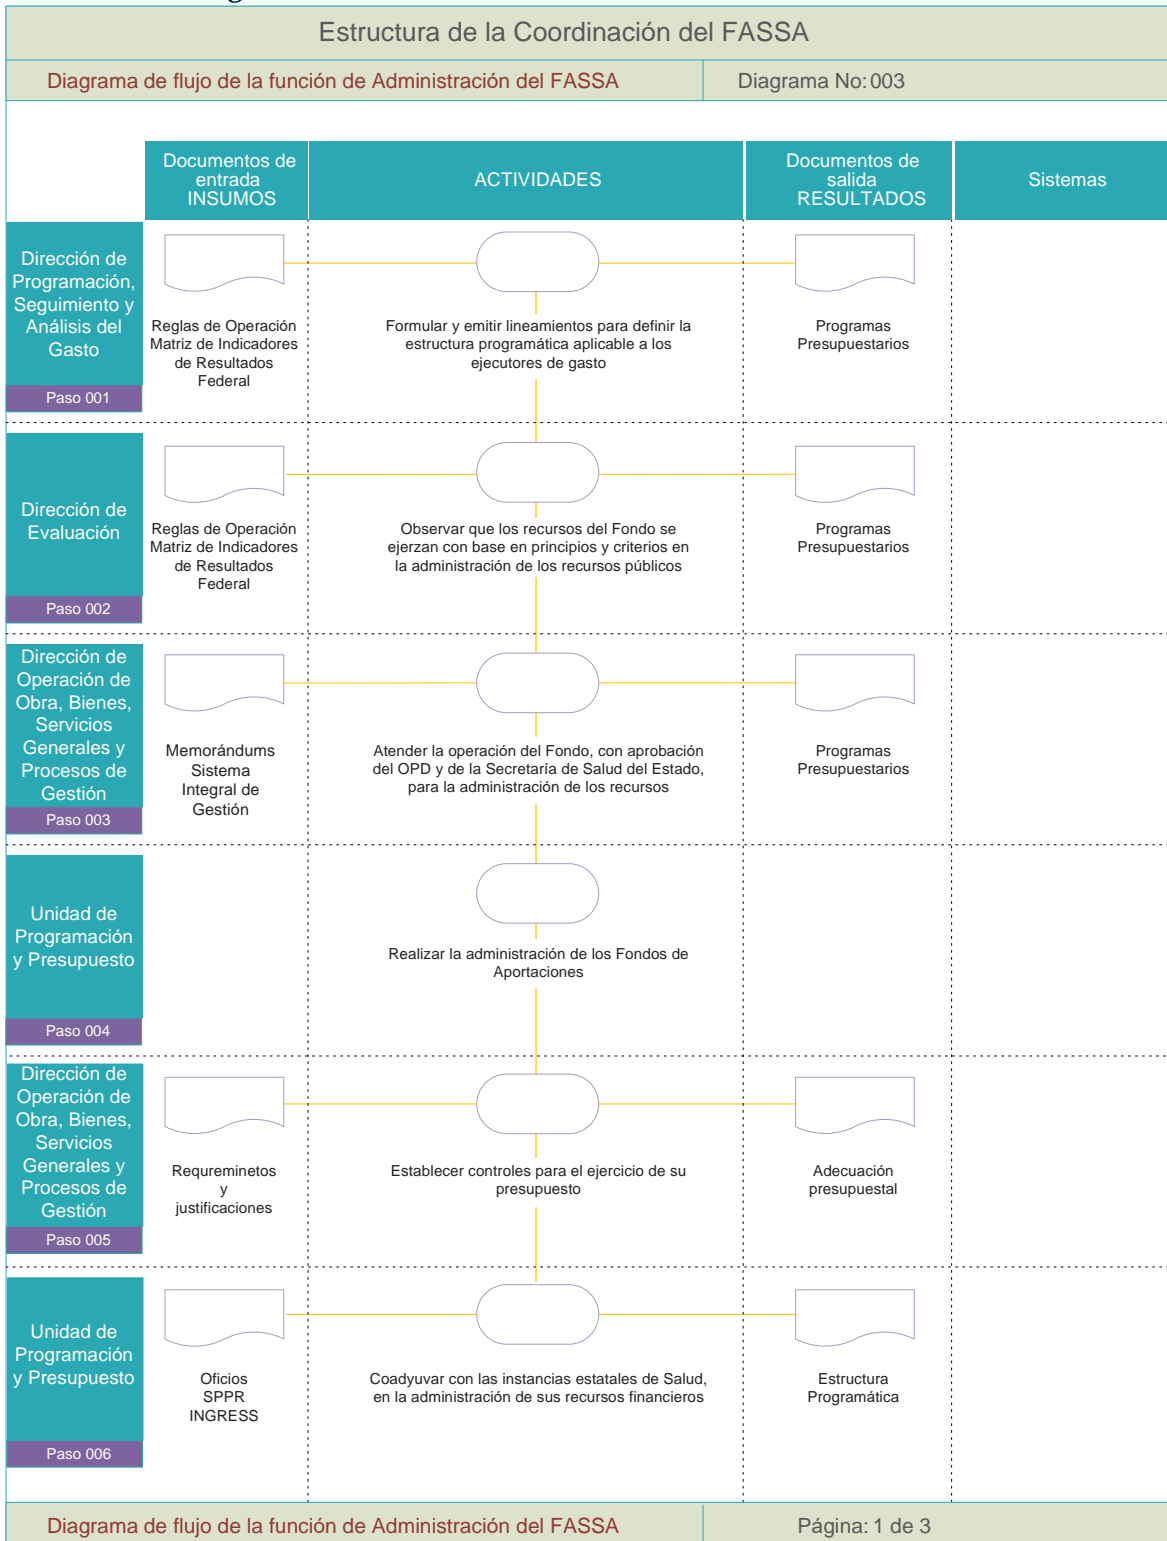 Estructura de la Coordinación del FASSA
Diagrama de flujo de la función de Administración del FASSA
Diagrama No: 003
Documentos de
entrada
INSUMOS
ACTIVIDADES
Documentos de
salida
RESULTADOS
Sistemas
Dirección de
Programación,
Seguimiento y
Análisis del
Gasto
Paso 001
Reglas de Operación
Matriz de Indicadores
de Resultados
Federal
Formular y emitir lineamientos para definir la
estructura programática aplicable a los
ejecutores de gasto
Programas
Presupuestarios
Dirección de
Evaluación
Paso 002
Reglas de Operación
Matriz de Indicadores
de Resultados
Federal
Observar que los recursos del Fondo se
ejerzan con base en principios y criterios en
la administración de los recursos públicos
Programas
Presupuestarios
Dirección de
Operación de
Obra, Bienes,
Servicios
Generales y
Procesos de
Gestión
Paso 003
Memorándums
Sistema
Integral de
Gestión
Atender la operación del Fondo, con aprobación
del OPD y de la Secretaría de Salud del Estado,
para la administración de los recursos
Programas
Presupuestarios
Unidad de
Programación
y Presupuesto
Paso 004
Realizar la administración de los Fondos de
Aportaciones
Dirección de
Operación de
Obra, Bienes,
Servicios
Generales y
Procesos de
Gestión
Paso 005
Requreminetos
y
justificaciones
Establecer controles para el ejercicio de su
presupuesto
Adecuación
presupuestal
Unidad de
Programación
y Presupuesto
Paso 006
Oficios
SPPR
INGRESS
Coadyuvar con las instancias estatales de Salud,
en la administración de sus recursos financieros
Estructura
Programática
Diagrama de flujo de la función de Administración del FASSA
Página: 1 de 3